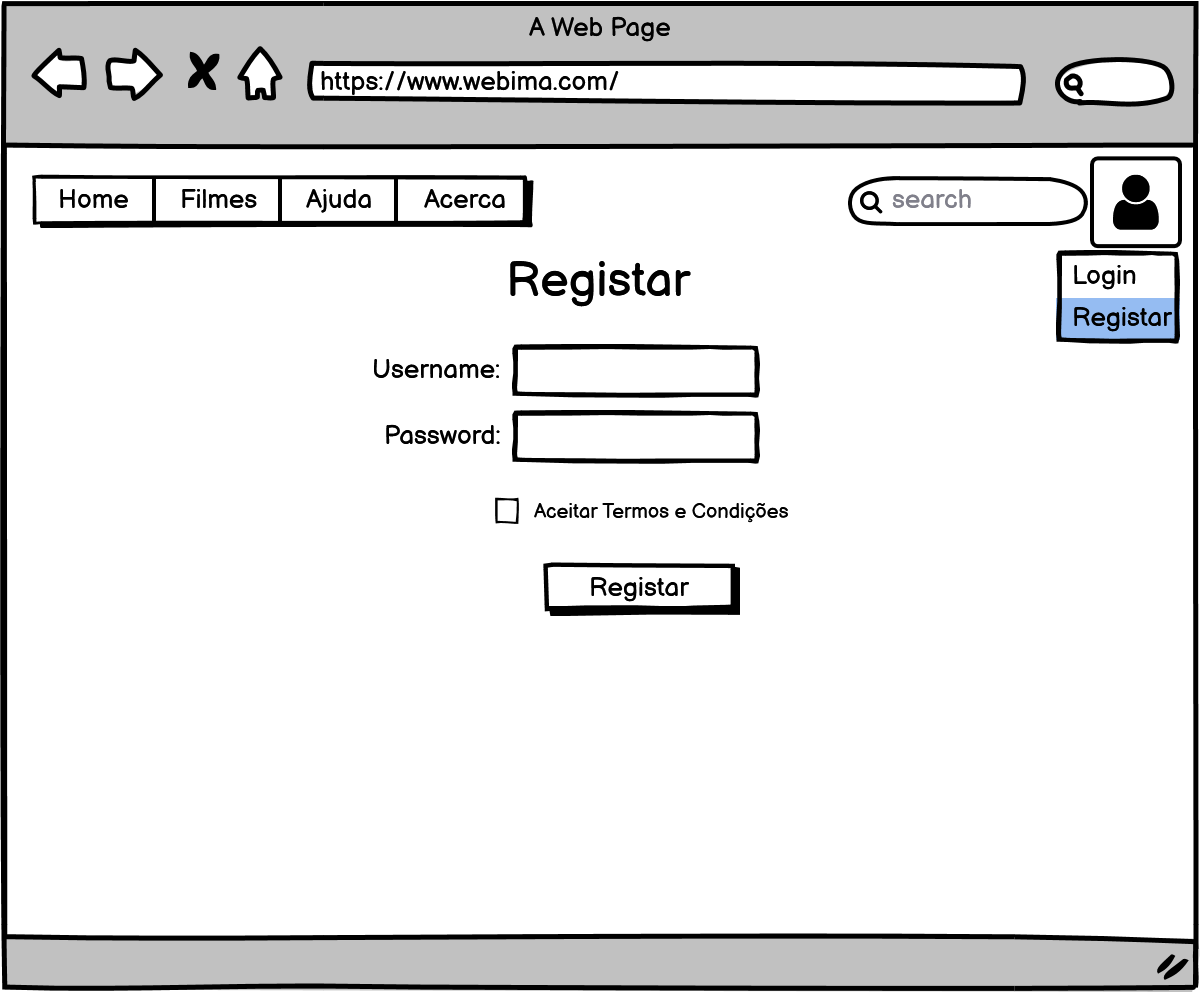 A Web Page
https://www.webima.com/
Home Filmes Ajuda Acerca search
Login
Registar
Registar
Username:
Password:
Aceitar Termos e Condições
Registar